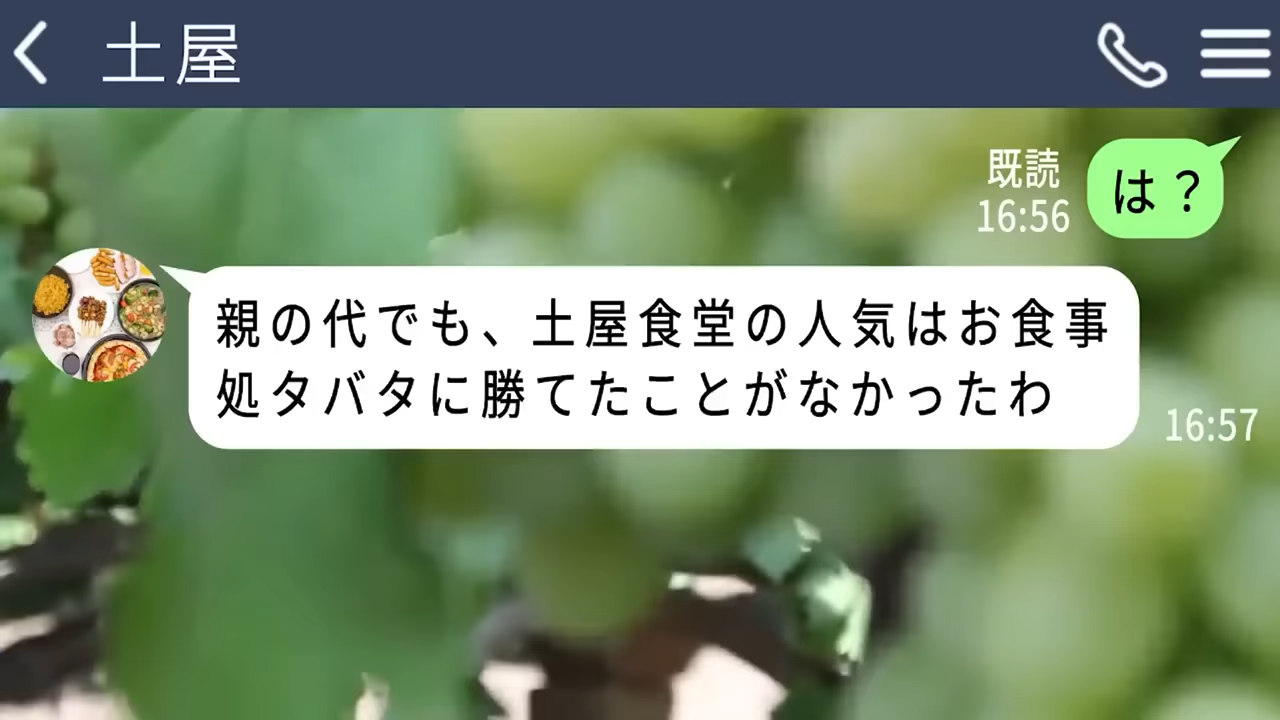 土屋
は？
既読
16:56
親の代でも、土屋食堂の人気はお食事
処タバタに勝てたことがなかったわ
16:57